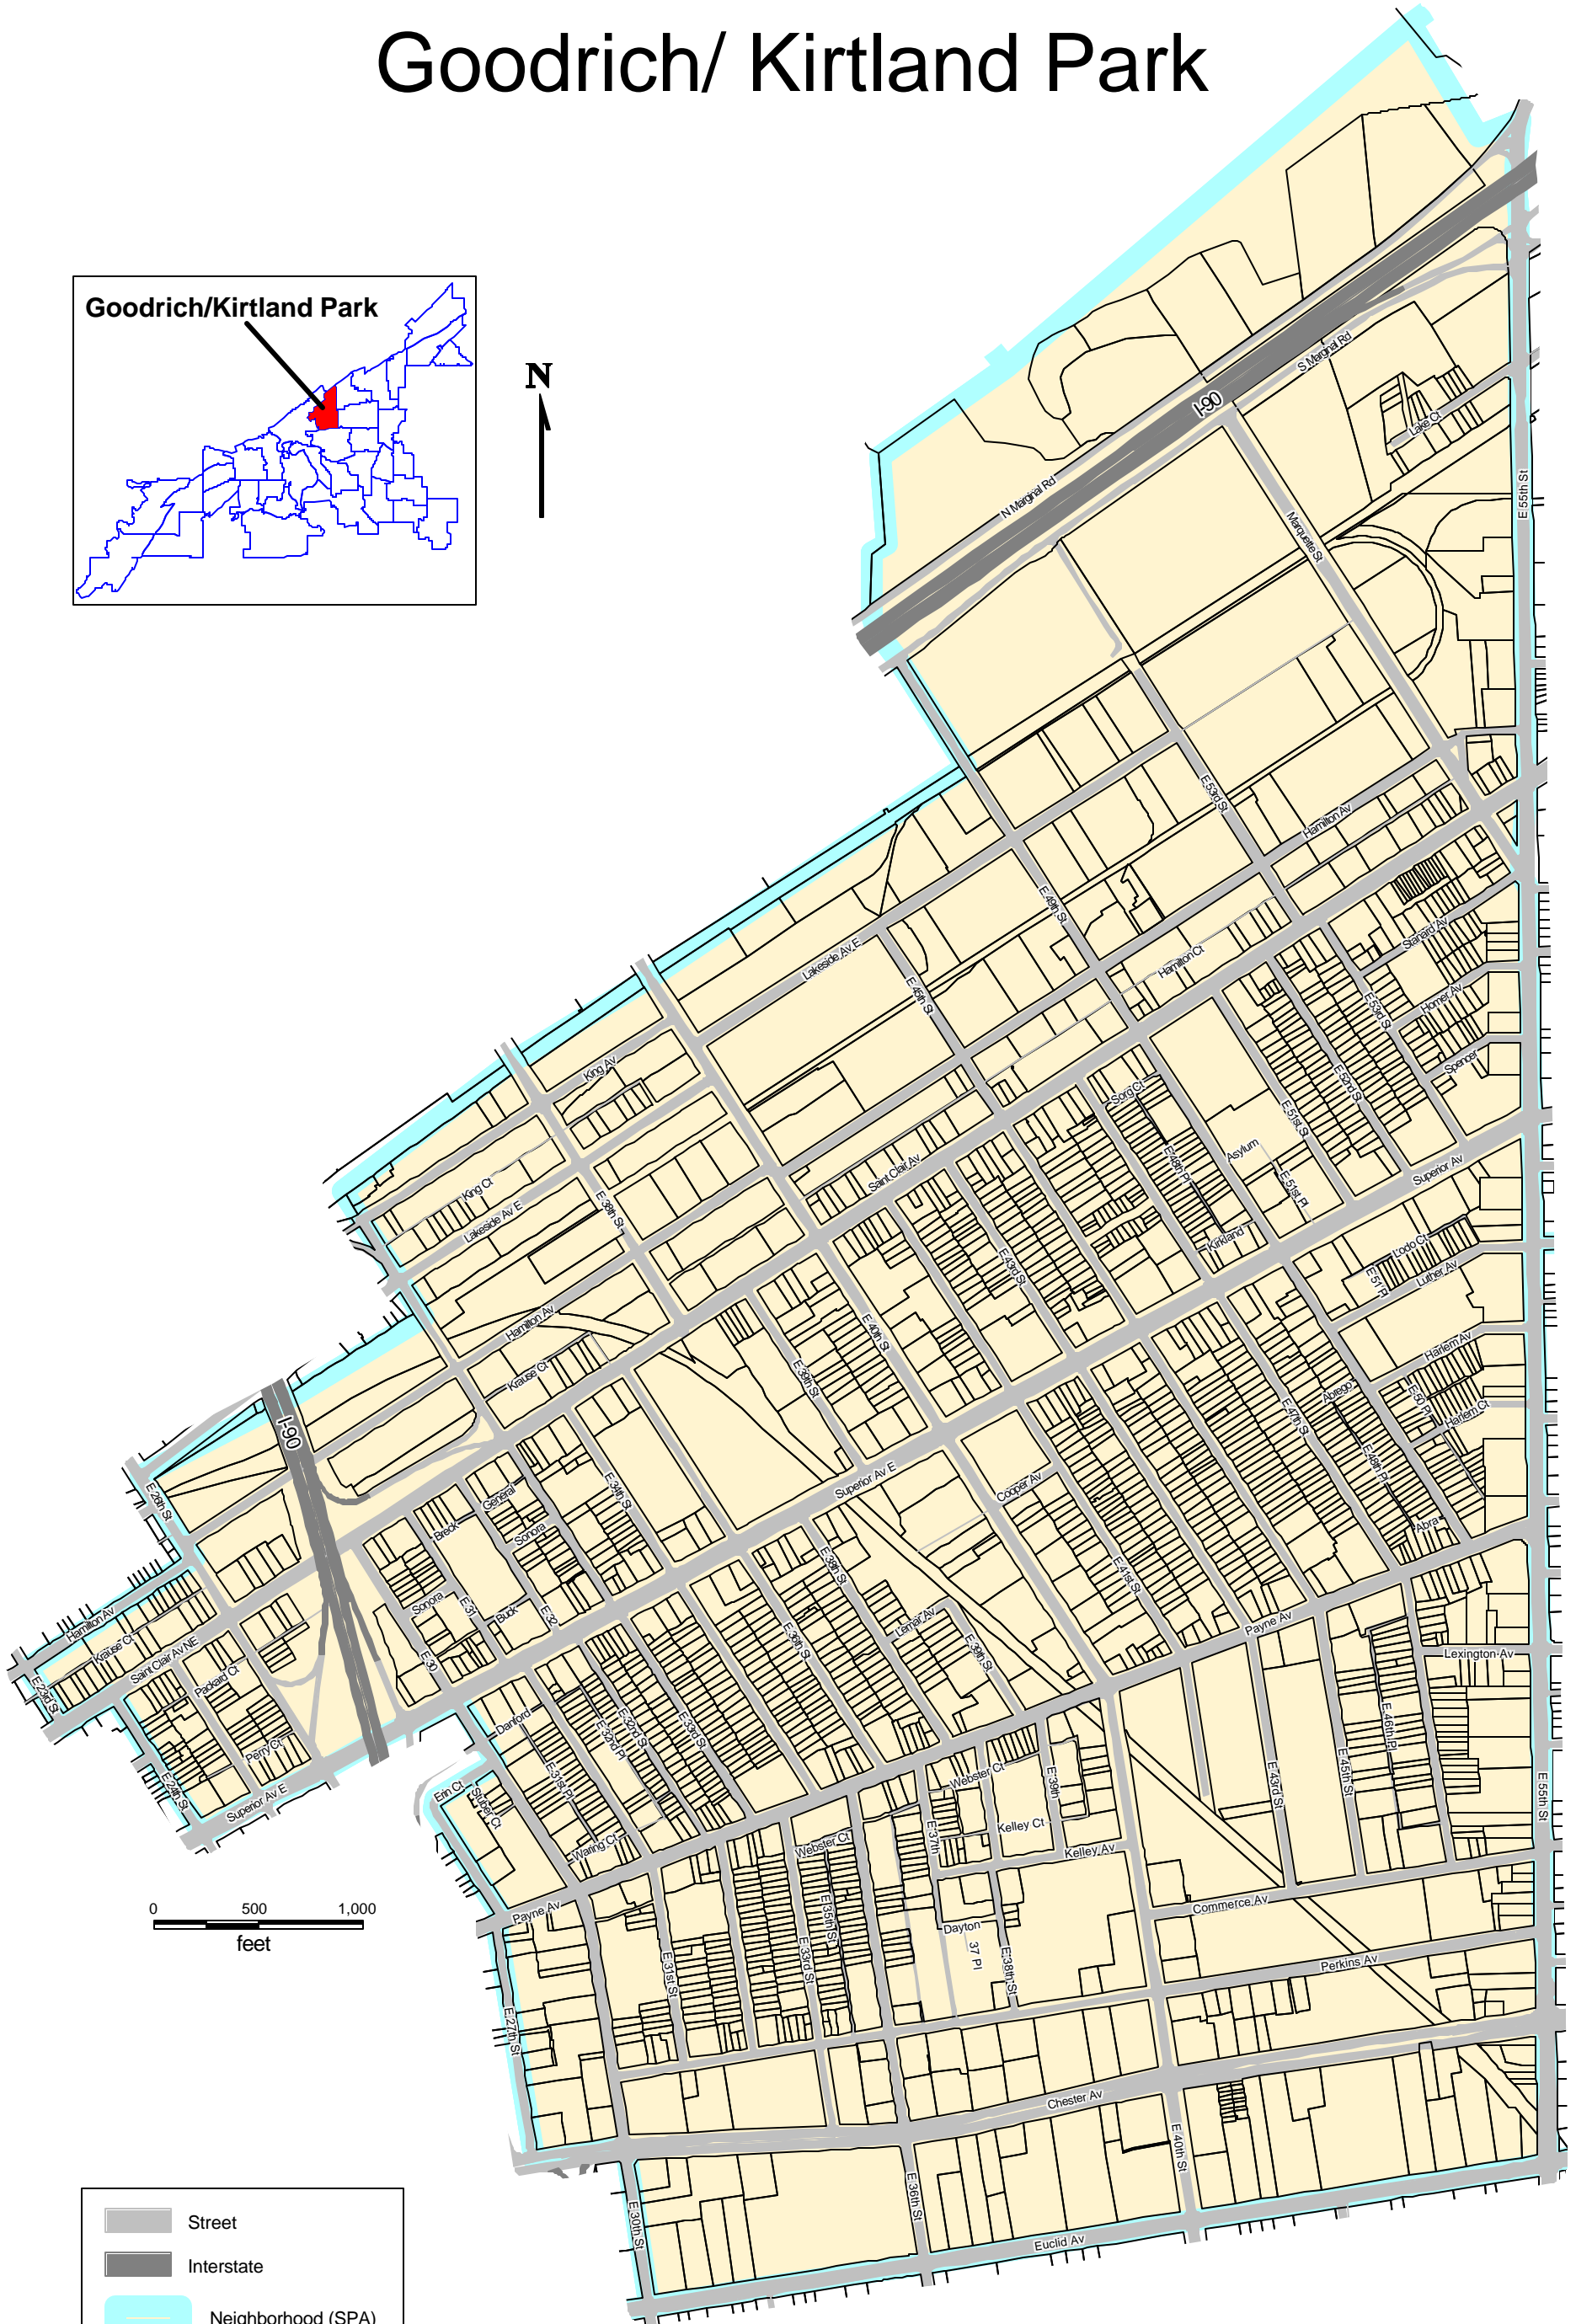 Goodrich/ Kirtland Park
Goodrich/Kirtland Park
N
I-90
S Marginal Rd
N Marginal Rd
Lake Ct
E 55th St
Marquette St
E 53rd St
Hamilton Av
E 49th St
Lakeside Av E
E 45th St
Hamilton Ct
Stanard Av
E 53rd St
Homer Av
Spencer
E 52nd St
E 51st St
King Av
Sorg Ct
Asylum
E 48th Pl
E 51st Pl
Saint Clair Av
Superior Av
King Ct
Lakeside Av E
E 38th St
Kirkland
Lodo Ct
Luther Av
E 51 Pl
E 43rd St
Hamilton Av
Krause Ct
E 40th St
E 39th St
Harlem Av
Abrego
E 50 Pl
Harlem Ct
E 47th St
E 48th Pl
Abra
I-90
E 26th St
General
Breck
Sonora
E 34th St
Superior Av E
Cooper Av
E 41st St
Payne Av
Lexington Av
Sonora
E 31
Buck
E 32
E 30
E 38th St
Lemar Av
E 39th St
E 36th St
Hamilton Av
Krause Ct
Saint Clair Av NE
Packard Ct
E 23rd St
Perry Ct
E 24th St
Superior Av E
Danford
E 32nd Pl
E 32nd St
E 33rd St
E 31st Pl
Erin Ct
Stuber Ct
Waring Ct
Webster Ct
E 39th
Webster Ct
E 37th
Kelley Ct
Kelley Av
E 43rd St
E 45th St
E 46th Pl
E 55th St
Payne Av
E 35th St
E 33rd St
E 31st St
Dayton
37 Pl
E 38th St
Commerce Av
Perkins Av
E 27th St
Chester Av
E 40th St
E 36th St
E 30th St
Euclid Av
0 500 1,000
feet
Street
Interstate
Neighborhood (SPA)